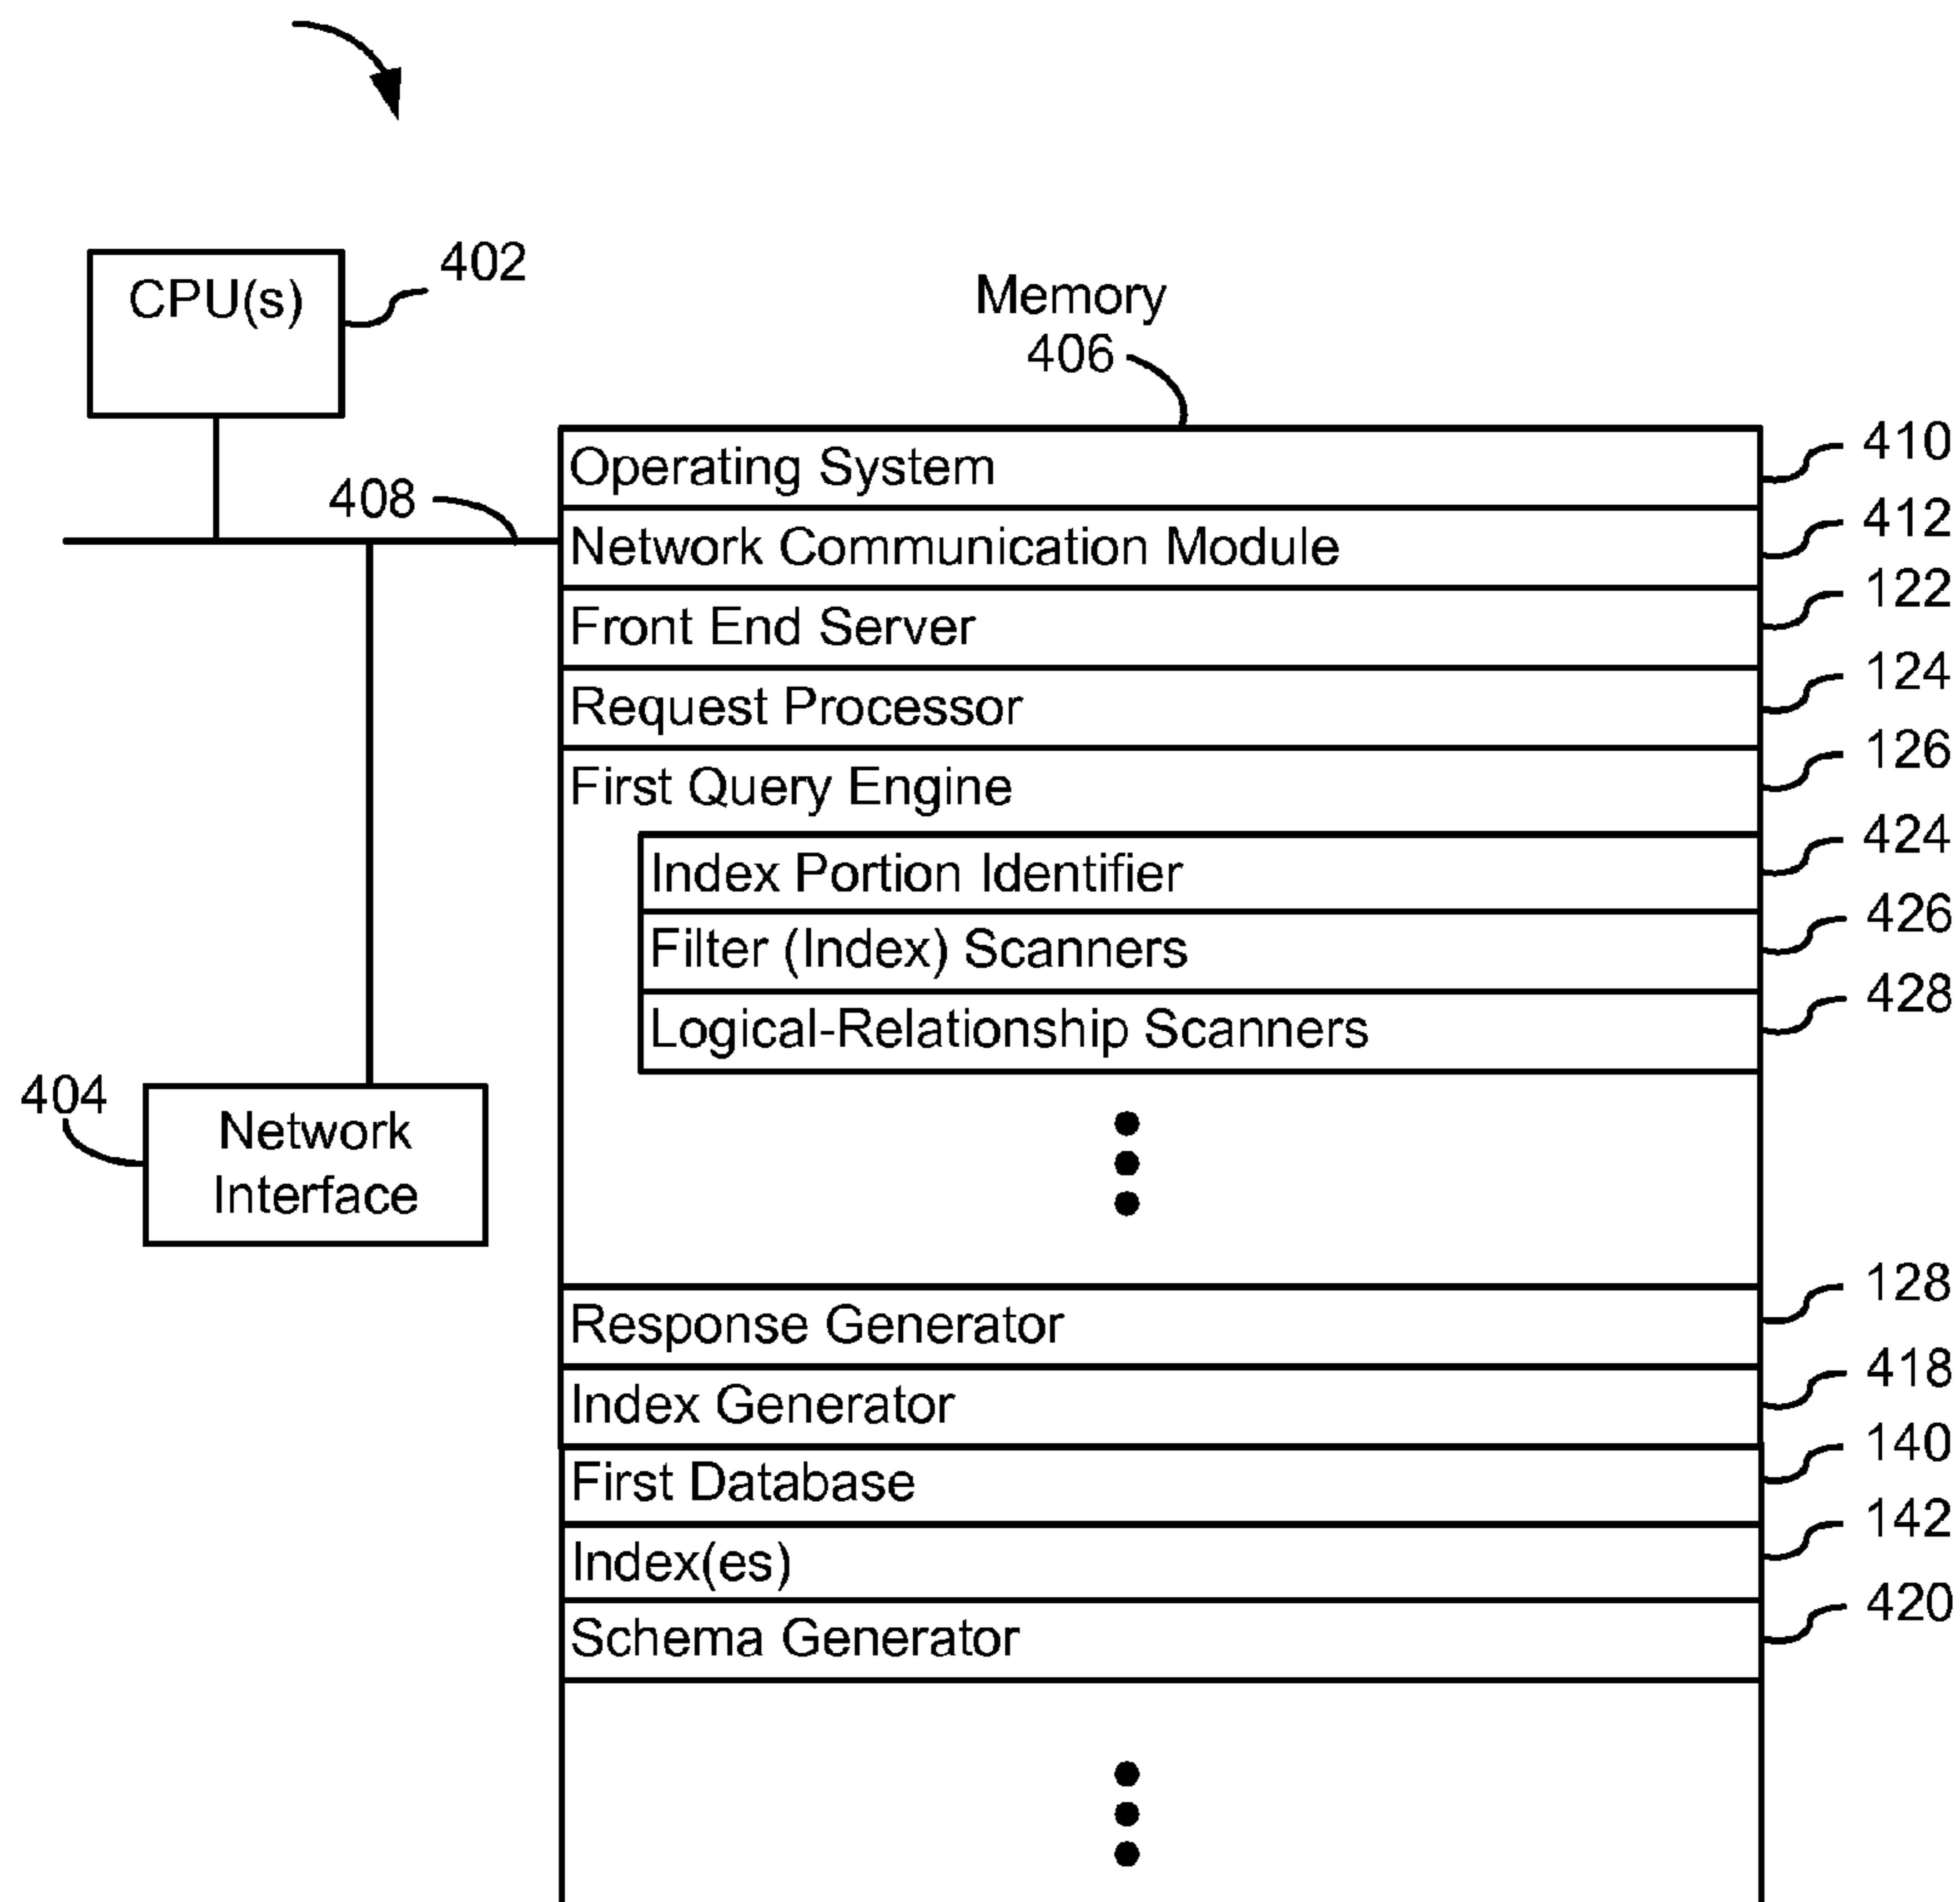 CPU(s)
402
Memory
406
408
Operating System
410
Network Communication Module
412
Front End Server
122
Request Processor
124
First Query Engine
126
Index Portion Identifier
424
Filter (Index) Scanners
426
Logical-Relationship Scanners
428
404
Network
Interface
Response Generator
128
Index Generator
418
First Database
140
Index(es)
142
Schema Generator
420